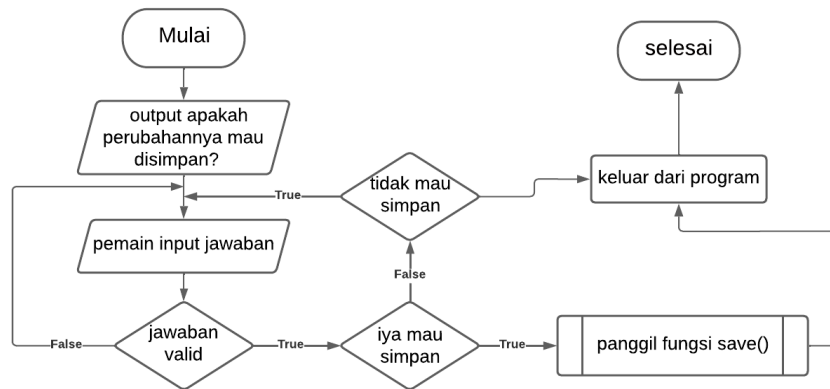 Mulai
output apakah
perubahannya mau
disimpan?
pemain input jawaban
jawaban
valid
False
True
iya mau
simpan
False
tidak mau
simpan
True
True
panggil fungsi save()
keluar dari program
selesai